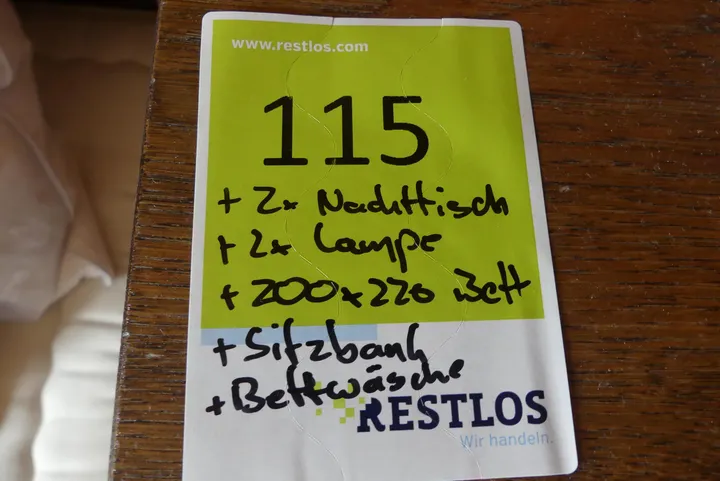 www.restlos.com
115
+ 2x Nachttisch
+ 2x Lampe
+ 200x220 Bett
+ Sitzbank
+ Bettwäsche
RESTLOS
Wir handeln.